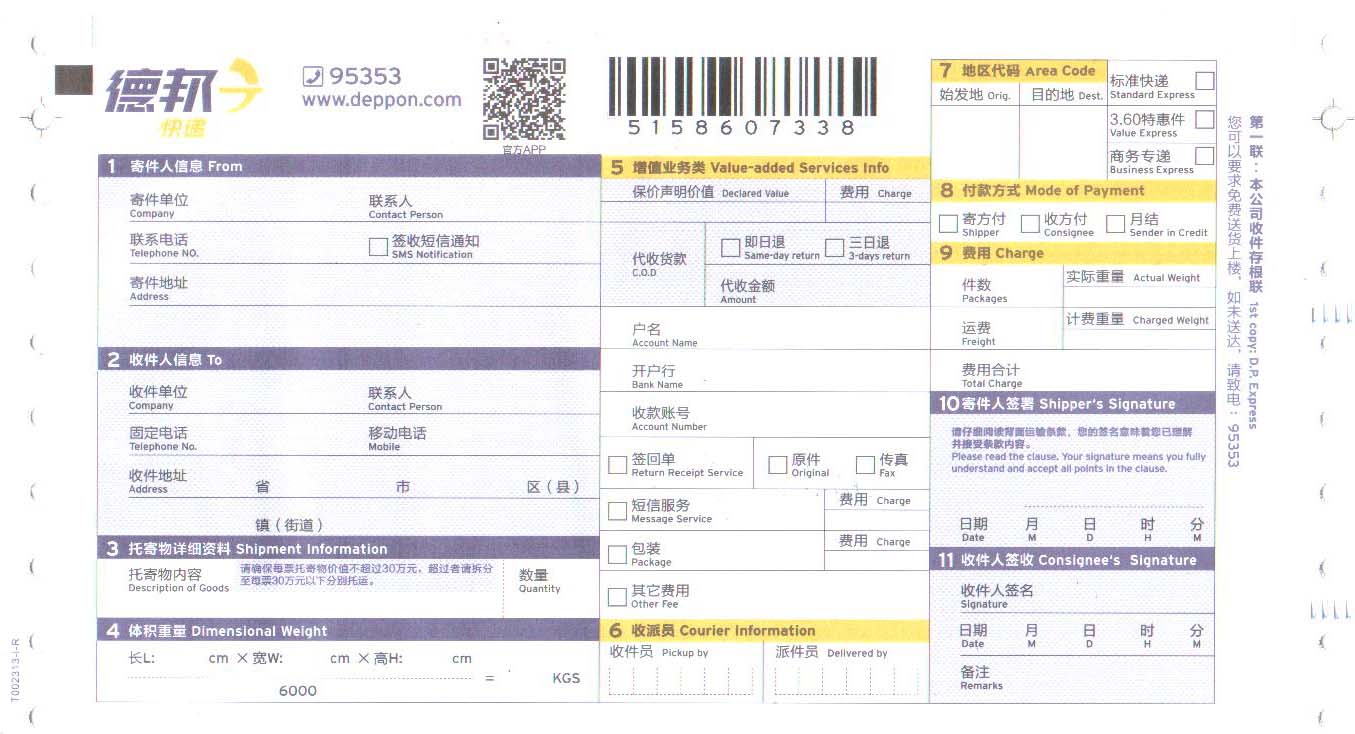 德邦快递
95353
www.deppon.com
官方APP
5158607338
1 寄件人信息 From
寄件单位 Company
联系人 Contact Person
联系电话 Telephone NO.
签收短信通知 SMS Notification
寄件地址 Address
2 收件人信息 To
收件单位 Company
联系人 Contact Person
固定电话 Telephone No.
移动电话 Mobile
收件地址 Address
省 市 区(县)
镇(街道)
3 托寄物详细资料 Shipment Information
托寄物内容 Description of Goods
请确保每票托寄物价值不超过30万元,超过者请拆分
至每票30万元以下分别托运。
数量 Quantity
4 体积重量 Dimensional Weight
长L: cm × 宽W: cm × 高H: cm
6000
= KGS
5 增值业务类 Value-added Services Info
保价声明价值 Declared Value
费用 Charge
代收货款 C.O.D
即日退 Same-day return
三日退 3-days return
代收金额 Amount
户名 Account Name
开户行 Bank Name
收款账号 Account Number
签回单 Return Receipt Service
原件 Original
传真 Fax
短信服务 Message Service
费用 Charge
包装 Package
费用 Charge
其它费用 Other Fee
6 收派员 Courier Information
收件员 Pickup by
派件员 Delivered by
7 地区代码 Area Code
始发地 Orig.
目的地 Dest.
标准快递 Standard Express
3.60特惠件 Value Express
商务专递 Business Express
8 付款方式 Mode of Payment
寄方付 Shipper
收方付 Consignee
月结 Sender in Credit
9 费用 Charge
件数 Packages
实际重量 Actual Weight
运费 Freight
计费重量 Charged Weight
费用合计 Total Charge
10 寄件人签署 Shipper's Signature
请仔细阅读背面运输条款,您的签名意味着您已理解
并接受条款内容。
Please read the clause. Your signature means you fully
understand and accept all points in the clause.
日期 Date 月 M 日 D 时 H 分 M
11 收件人签收 Consignee's Signature
收件人签名 Signature
日期 Date 月 M 日 D 时 H 分 M
备注 Remarks
第一联:本公司收件存根联 1st copy: D.P. Express
您可以要求免费送货上楼,如未送达,请致电:95353
T002313-I-R